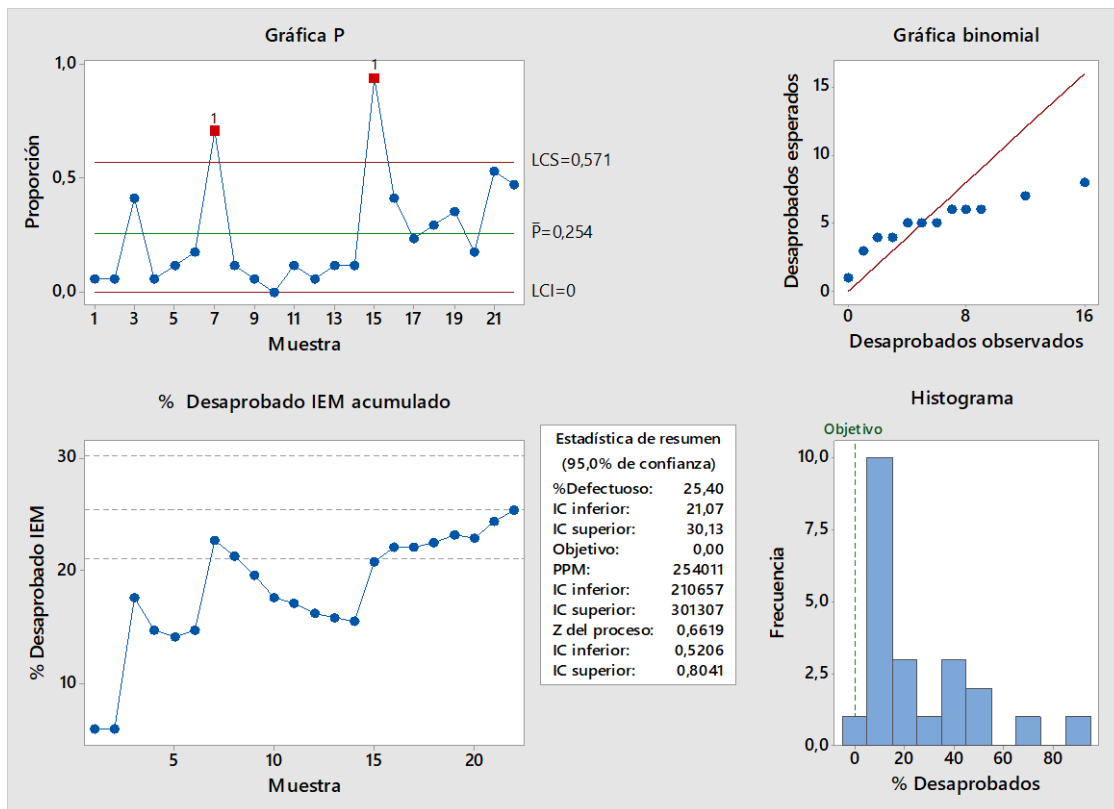 Gráfica P
1,0
0,5
0,0
Proporción
1
1
LCS=0,571
P̄=0,254
LCI=0
1 3 5 7 9 11 13 15 17 19 21
Muestra
Gráfica binomial
15
10
5
0
Desaprobados esperados
0 8 16
Desaprobados observados
% Desaprobado IEM acumulado
30
20
10
% Desaprobado IEM
5 10 15 20
Muestra
Estadística de resumen
(95,0% de confianza)
%Defectuoso: 25,40
IC inferior: 21,07
IC superior: 30,13
Objetivo: 0,00
PPM: 254011
IC inferior: 210657
IC superior: 301307
Z del proceso: 0,6619
IC inferior: 0,5206
IC superior: 0,8041
Histograma
Objetivo
10,0
7,5
5,0
2,5
0,0
Frecuencia
0 20 40 60 80
% Desaprobados